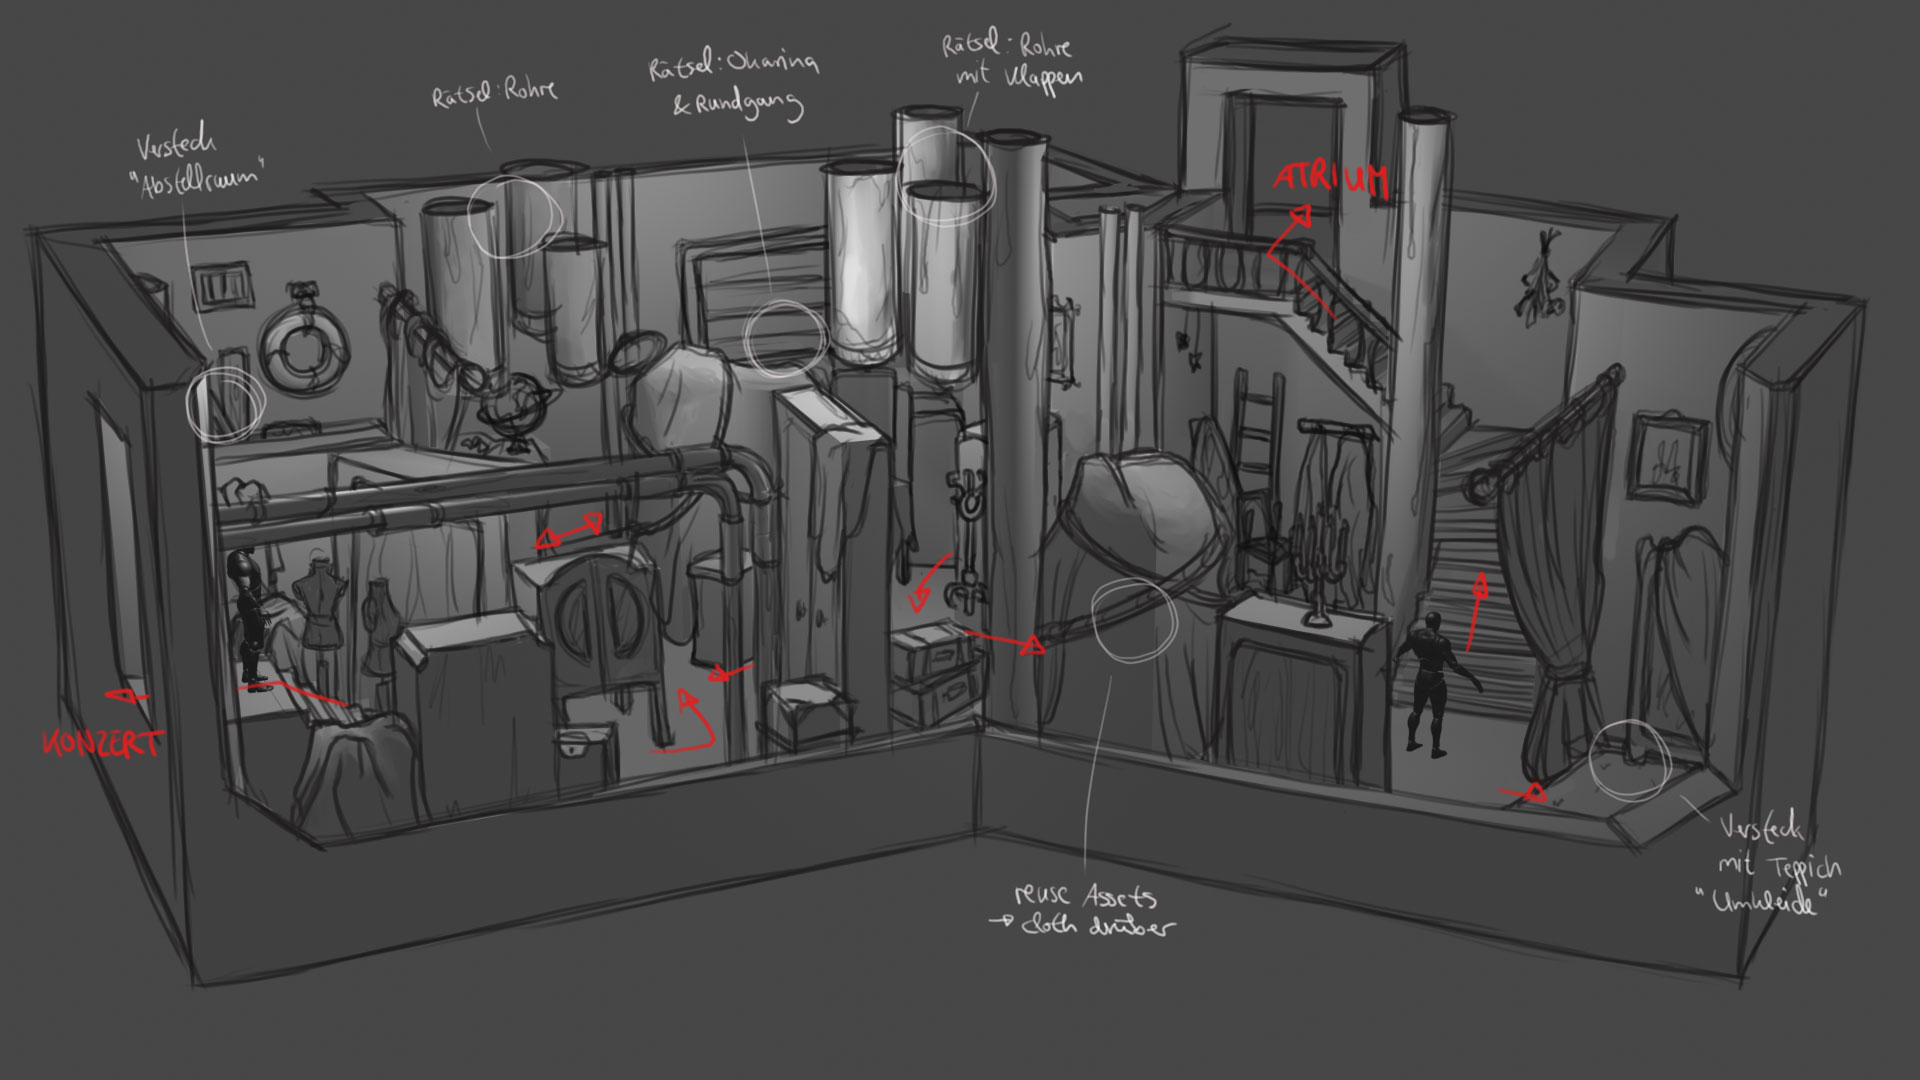 Versteck
"Abstellraum"
Rätsel: Rohre
Rätsel: Okarina
& Rundgang
Rätsel: Rohre
mit Klappen
ATRIUM
KONZERT
reuse Assets
→ cloth drüber
Versteck
mit Teppich
"Umkleide"